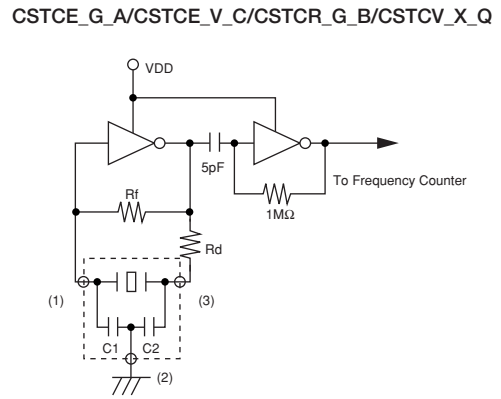 CSTCE_G_A/CSTCE_V_C/CSTCR_G_B/CSTCV_X_Q
VDD
5pF
To Frequency Counter
Rf
1MΩ
Rd
(1)
(3)
C1
C2
(2)